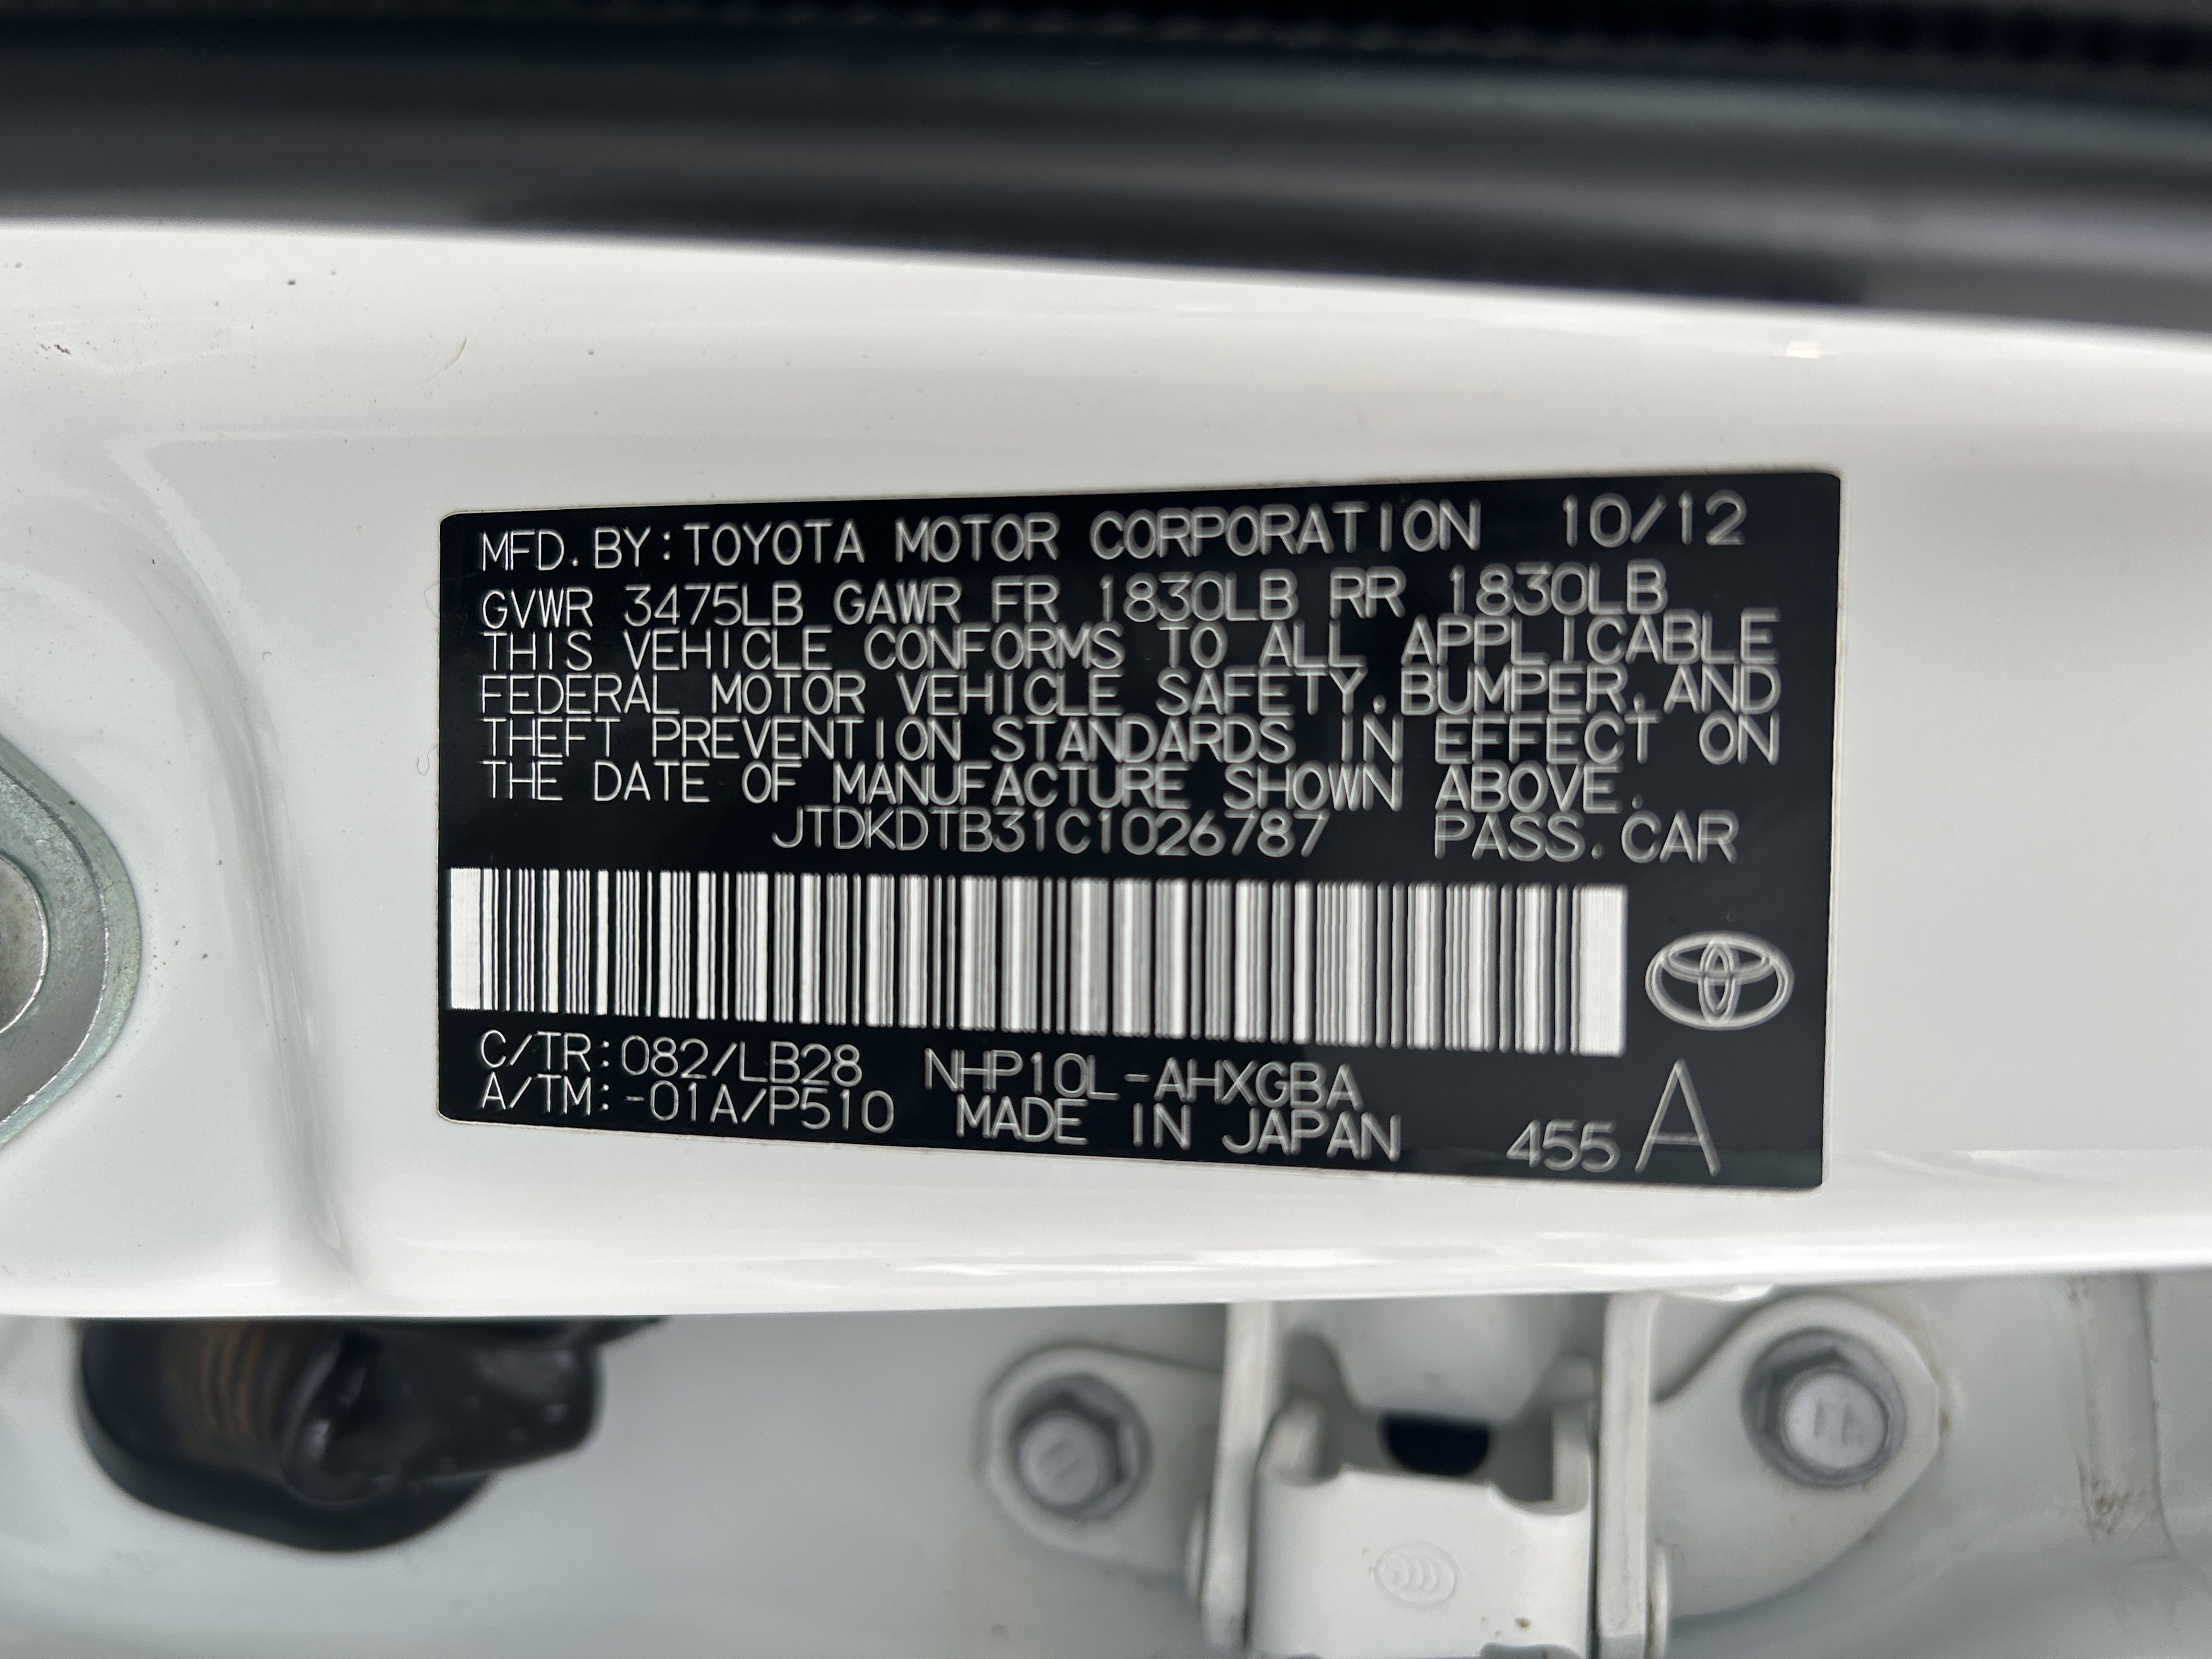 MFD. BY: TOYOTA MOTOR CORPORATION 10/12
GVWR 3475LB GAWR FR 1830LB RR 1830LB
THIS VEHICLE CONFORMS TO ALL APPLICABLE
FEDERAL MOTOR VEHICLE SAFETY, BUMPER, AND
THEFT PREVENTION STANDARDS IN EFFECT ON
THE DATE OF MANUFACTURE SHOWN ABOVE.
JTDKDTB31C1026787 PASS. CAR
C/TR: 082/LB28 NHP10L-AHXGBA
A/TM: -01A/P510 MADE IN JAPAN 455 A